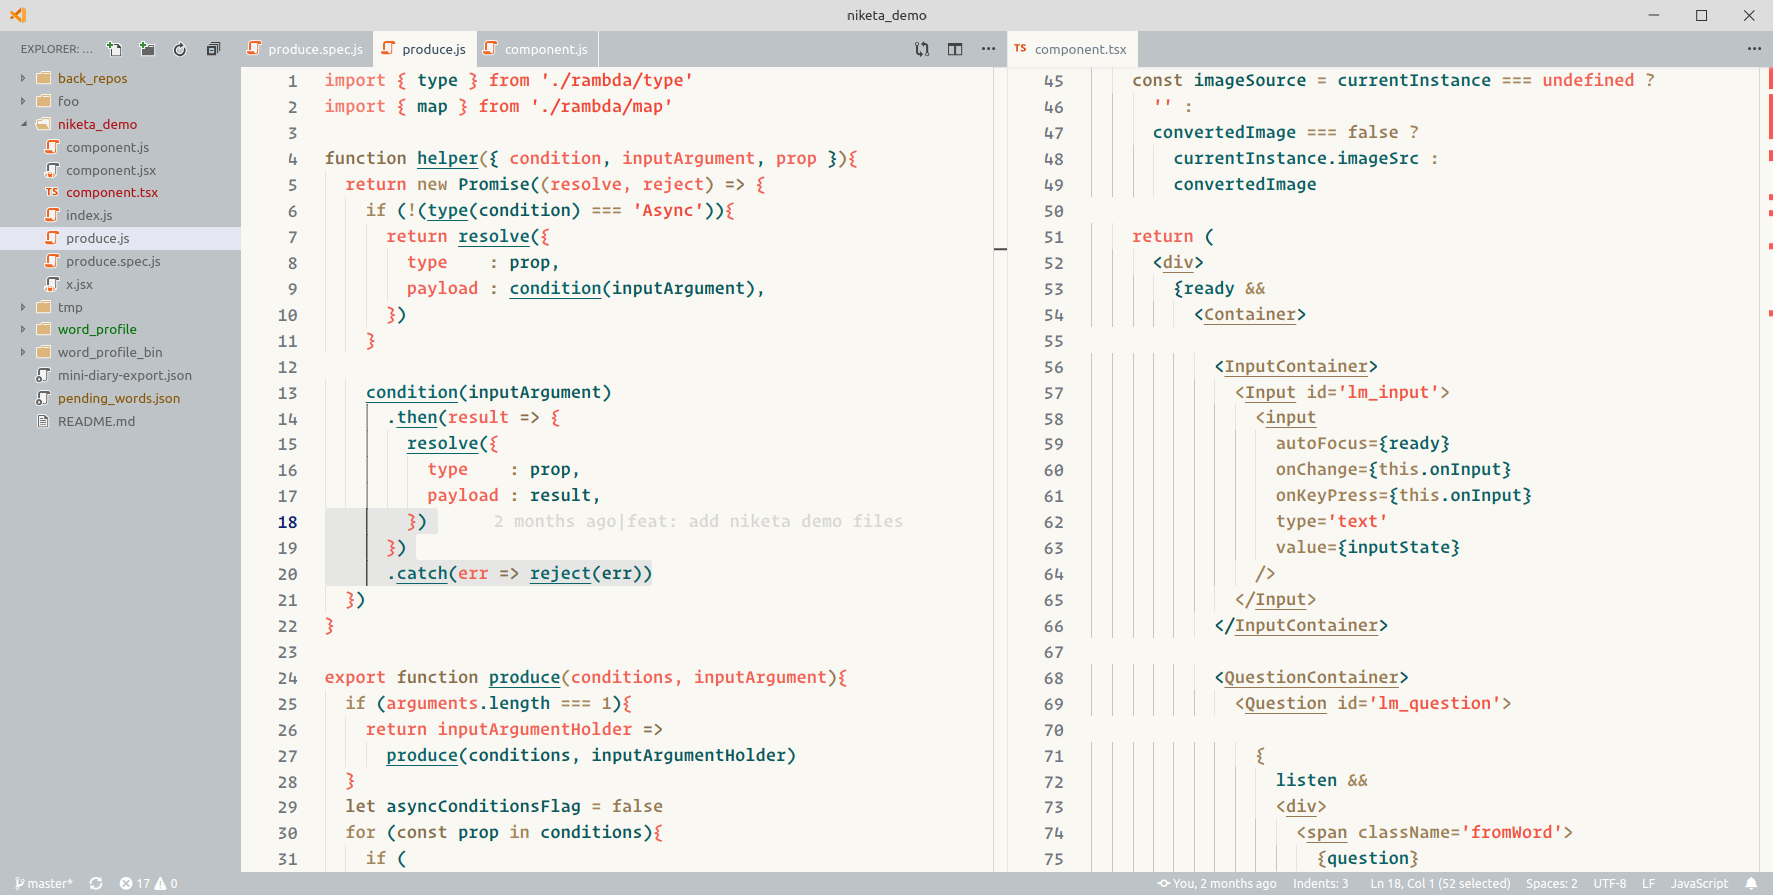 niketa_demo
EXPLORER: ...
back_repos
foo
niketa_demo
component.js
component.jsx
TS component.tsx
index.js
produce.js
produce.spec.js
x.jsx
tmp
word_profile
word_profile_bin
mini-diary-export.json
pending_words.json
README.md
produce.spec.js
produce.js
component.js
1 import { type } from './rambda/type'
2 import { map } from './rambda/map'
3
4 function helper({ condition, inputArgument, prop }){
5 return new Promise((resolve, reject) => {
6 if (!(type(condition) === 'Async')){
7 return resolve({
8 type : prop,
9 payload : condition(inputArgument),
10 })
11 }
12
13 condition(inputArgument)
14 .then(result => {
15 resolve({
16 type : prop,
17 payload : result,
18 }) 2 months ago|feat: add niketa demo files
19 })
20 .catch(err => reject(err))
21 })
22 }
23
24 export function produce(conditions, inputArgument){
25 if (arguments.length === 1){
26 return inputArgumentHolder =>
27 produce(conditions, inputArgumentHolder)
28 }
29 let asyncConditionsFlag = false
30 for (const prop in conditions){
31 if (
TS component.tsx
45 const imageSource = currentInstance === undefined ?
46 '' :
47 convertedImage === false ?
48 currentInstance.imageSrc :
49 convertedImage
50
51 return (
52 <div>
53 {ready &&
54 <Container>
55
56 <InputContainer>
57 <Input id='lm_input'>
58 <input
59 autoFocus={ready}
60 onChange={this.onInput}
61 onKeyPress={this.onInput}
62 type='text'
63 value={inputState}
64 />
65 </Input>
66 </InputContainer>
67
68 <QuestionContainer>
69 <Question id='lm_question'>
70
71 {
72 listen &&
73 <div>
74 <span className='fromWord'>
75 {question}
master* 17 0 You, 2 months ago Indents: 3 Ln 18, Col 1 (52 selected) Spaces: 2 UTF-8 LF JavaScript